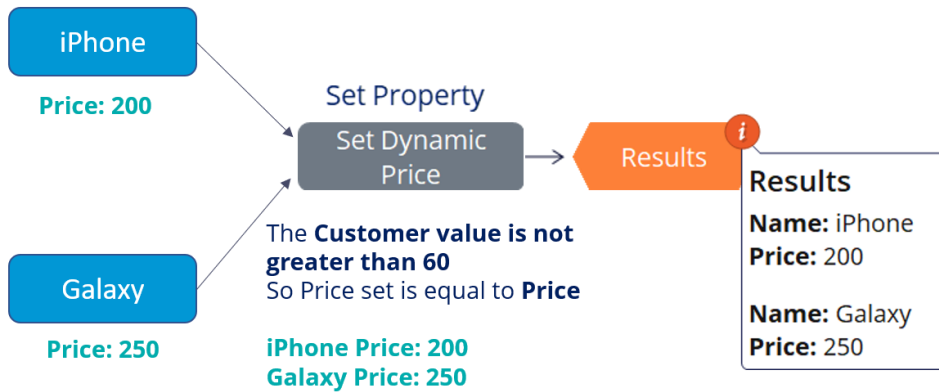 iPhone
Price: 200
Set Property
Set Dynamic
Price
Results
i
Results
Name: iPhone
Price: 200
Name: Galaxy
Price: 250
The Customer value is not
greater than 60
So Price set is equal to Price
iPhone Price: 200
Galaxy Price: 250
Galaxy
Price: 250